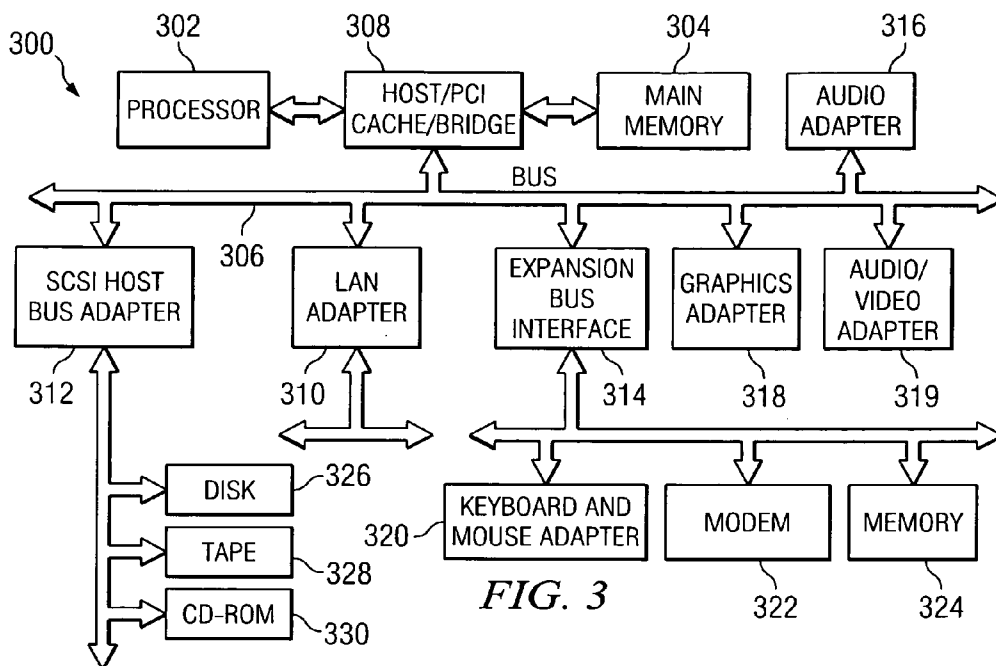 302
308
304
316
300
PROCESSOR
HOST/PCI
CACHE/BRIDGE
MAIN
MEMORY
AUDIO
ADAPTER
BUS
306
SCSI HOST
BUS ADAPTER
LAN
ADAPTER
EXPANSION
BUS
INTERFACE
GRAPHICS
ADAPTER
AUDIO/
VIDEO
ADAPTER
312
310
314
318
319
DISK
326
TAPE
328
CD-ROM
330
320
KEYBOARD AND
MOUSE ADAPTER
MODEM
MEMORY
322
324
FIG. 3